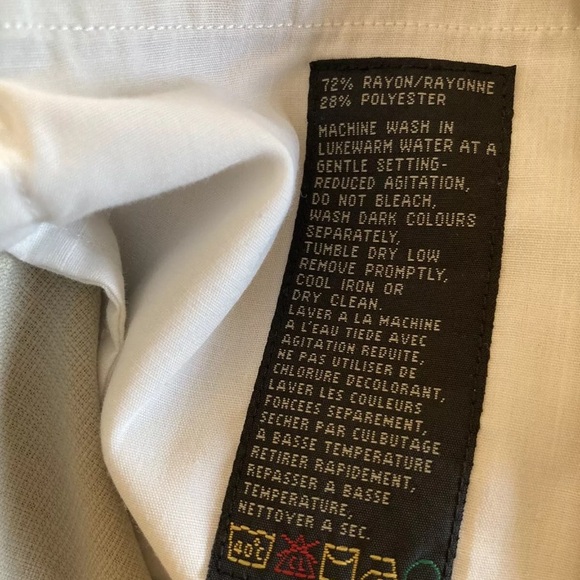 72% RAYON/RAYONNE
28% POLYESTER
MACHINE WASH IN
LUKEWARM WATER AT A
GENTLE SETTING-
REDUCED AGITATION,
DO NOT BLEACH,
WASH DARK COLOURS
SEPARATELY,
TUMBLE DRY LOW
REMOVE PROMPTLY,
COOL IRON OR
DRY CLEAN.
LAVER A LA MACHINE
A L'EAU TIEDE AVEC
AGITATION REDUITE,
NE PAS UTILISER DE
CHLORURE DECOLORANT,
LAVER LES COULEURS
FONCEES SEPAREMENT,
SECHER PAR CULBUTAGE
A BASSE TEMPERATURE
RETIRER RAPIDEMENT,
REPASSER A BASSE
TEMPERATURE,
NETTOYER A SEC.
40°C CL